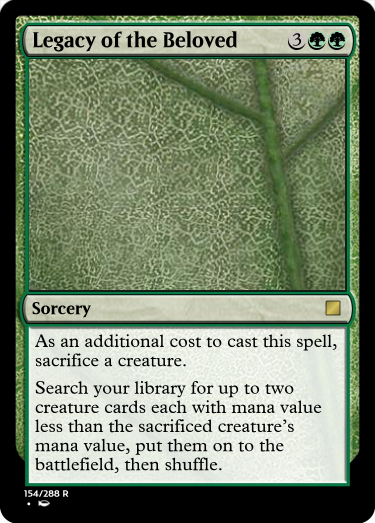 Legacy of the Beloved 3
Sorcery
As an additional cost to cast this spell,
sacrifice a creature.
Search your library for up to two
creature cards each with mana value
less than the sacrificed creature's
mana value, put them on to the
battlefield, then shuffle.
154/288 R